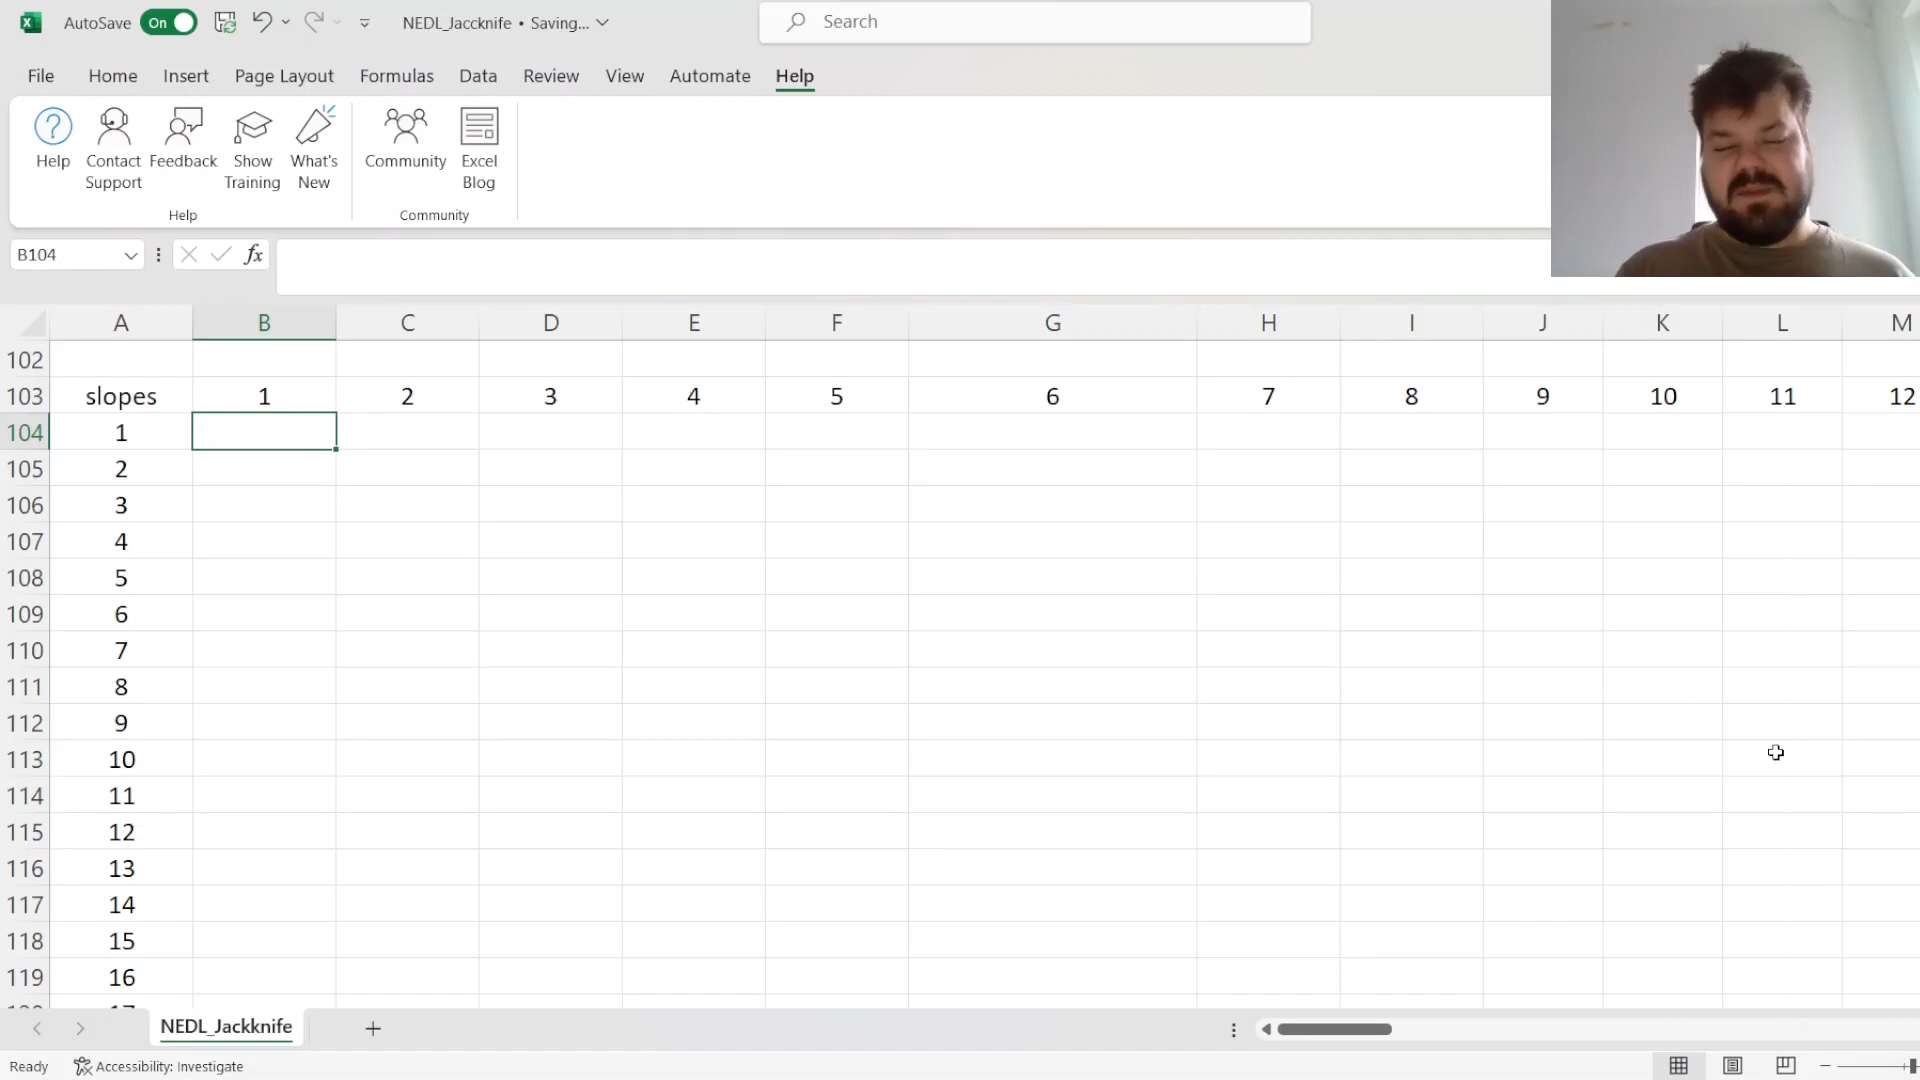 AutoSave On NEDL_Jaccknife • Saving... Search
File Home Insert Page Layout Formulas Data Review View Automate Help
Help Contact Support Feedback Show Training What's New Community Excel Blog
Help Community
B104 fx
A B C D E F G H I J K L M
102
103 slopes 1 2 3 4 5 6 7 8 9 10 11 12
104 1
105 2
106 3
107 4
108 5
109 6
110 7
111 8
112 9
113 10
114 11
115 12
116 13
117 14
118 15
119 16
NEDL_Jackknife
Ready Accessibility: Investigate